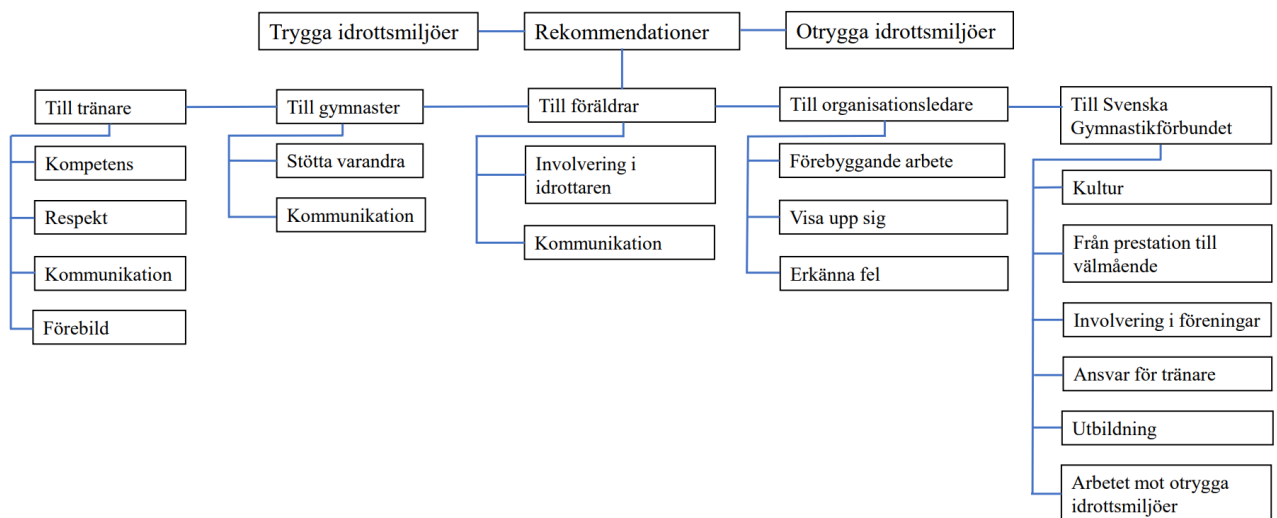 Trygga idrottsmiljöer
Rekommendationer
Otrygga idrottsmiljöer
Till tränare
Till gymnaster
Till föräldrar
Till organisationsledare
Till Svenska
Gymnastikförbundet
Kompetens
Respekt
Kommunikation
Förebild
Stötta varandra
Kommunikation
Involvering i
idrottaren
Kommunikation
Förebyggande arbete
Visa upp sig
Erkänna fel
Kultur
Från prestation till
välmående
Involvering i föreningar
Ansvar för tränare
Utbildning
Arbetet mot otrygga
idrottsmiljöer